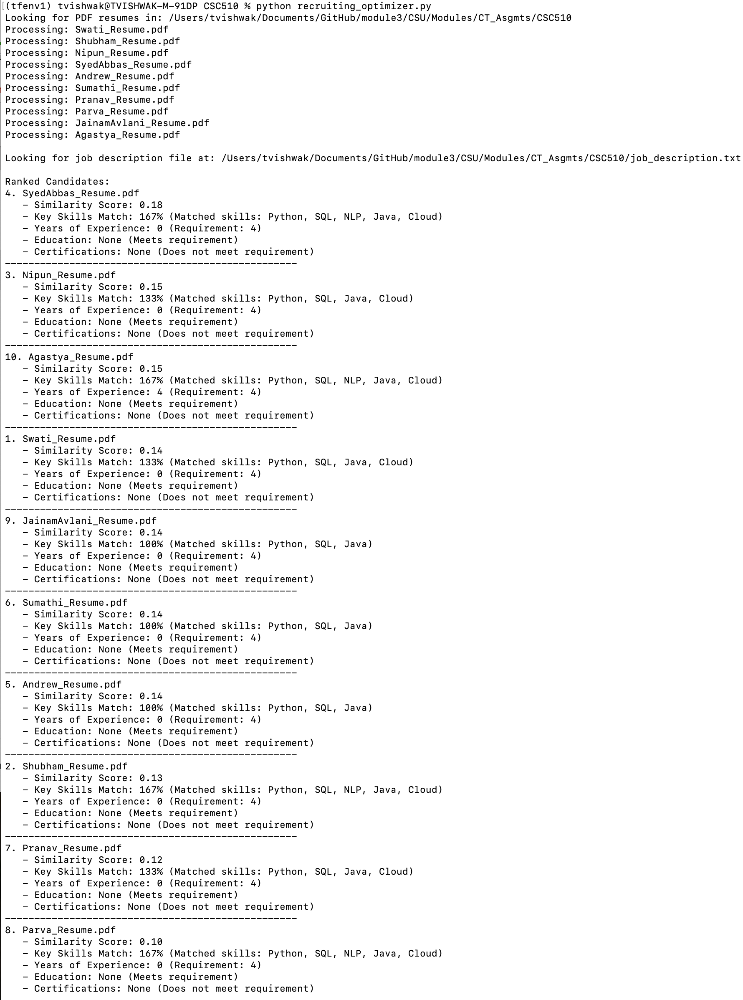 [(tfenv1) tvishwak@TVISHWAK-M-91DP CSC510 % python recruiting_optimizer.py
Looking for PDF resumes in: /Users/tvishwak/Documents/GitHub/module3/CSU/Modules/CT_Asgmts/CSC510
Processing: Swati_Resume.pdf
Processing: Shubham_Resume.pdf
Processing: Nipun_Resume.pdf
Processing: SyedAbbas_Resume.pdf
Processing: Andrew_Resume.pdf
Processing: Sumathi_Resume.pdf
Processing: Pranav_Resume.pdf
Processing: Parva_Resume.pdf
Processing: JainamAvlani_Resume.pdf
Processing: Agastya_Resume.pdf
Looking for job description file at: /Users/tvishwak/Documents/GitHub/module3/CSU/Modules/CT_Asgmts/CSC510/job_description.txt
Ranked Candidates:
4. SyedAbbas_Resume.pdf
– Similarity Score: 0.18
– Key Skills Match: 167% (Matched skills: Python, SQL, NLP, Java, Cloud)
– Years of Experience: 0 (Requirement: 4)
– Education: None (Meets requirement)
– Certifications: None (Does not meet requirement)
--------------------------------------------------
3. Nipun_Resume.pdf
– Similarity Score: 0.15
– Key Skills Match: 133% (Matched skills: Python, SQL, Java, Cloud)
– Years of Experience: 0 (Requirement: 4)
– Education: None (Meets requirement)
– Certifications: None (Does not meet requirement)
--------------------------------------------------
10. Agastya_Resume.pdf
– Similarity Score: 0.15
– Key Skills Match: 167% (Matched skills: Python, SQL, NLP, Java, Cloud)
– Years of Experience: 4 (Requirement: 4)
– Education: None (Meets requirement)
– Certifications: None (Does not meet requirement)
--------------------------------------------------
1. Swati_Resume.pdf
– Similarity Score: 0.14
– Key Skills Match: 133% (Matched skills: Python, SQL, Java, Cloud)
– Years of Experience: 0 (Requirement: 4)
– Education: None (Meets requirement)
– Certifications: None (Does not meet requirement)
--------------------------------------------------
9. JainamAvlani_Resume.pdf
– Similarity Score: 0.14
– Key Skills Match: 100% (Matched skills: Python, SQL, Java)
– Years of Experience: 0 (Requirement: 4)
– Education: None (Meets requirement)
– Certifications: None (Does not meet requirement)
--------------------------------------------------
6. Sumathi_Resume.pdf
– Similarity Score: 0.14
– Key Skills Match: 100% (Matched skills: Python, SQL, Java)
– Years of Experience: 0 (Requirement: 4)
– Education: None (Meets requirement)
– Certifications: None (Does not meet requirement)
--------------------------------------------------
5. Andrew_Resume.pdf
– Similarity Score: 0.14
– Key Skills Match: 100% (Matched skills: Python, SQL, Java)
– Years of Experience: 0 (Requirement: 4)
– Education: None (Meets requirement)
– Certifications: None (Does not meet requirement)
--------------------------------------------------
2. Shubham_Resume.pdf
– Similarity Score: 0.13
– Key Skills Match: 167% (Matched skills: Python, SQL, NLP, Java, Cloud)
– Years of Experience: 0 (Requirement: 4)
– Education: None (Meets requirement)
– Certifications: None (Does not meet requirement)
--------------------------------------------------
7. Pranav_Resume.pdf
– Similarity Score: 0.12
– Key Skills Match: 133% (Matched skills: Python, SQL, Java, Cloud)
– Years of Experience: 0 (Requirement: 4)
– Education: None (Meets requirement)
– Certifications: None (Does not meet requirement)
--------------------------------------------------
8. Parva_Resume.pdf
– Similarity Score: 0.10
– Key Skills Match: 167% (Matched skills: Python, SQL, NLP, Java, Cloud)
– Years of Experience: 0 (Requirement: 4)
– Education: None (Meets requirement)
– Certifications: None (Does not meet requirement)